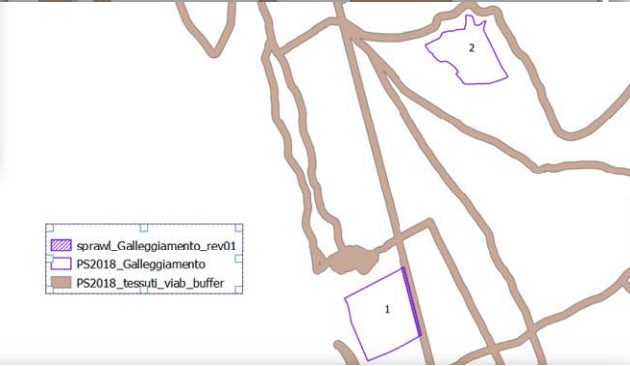 2
sprawl_Galleggiamento_rev01
PS2018_Galleggiamento
PS2018_tessuti_viab_buffer
1